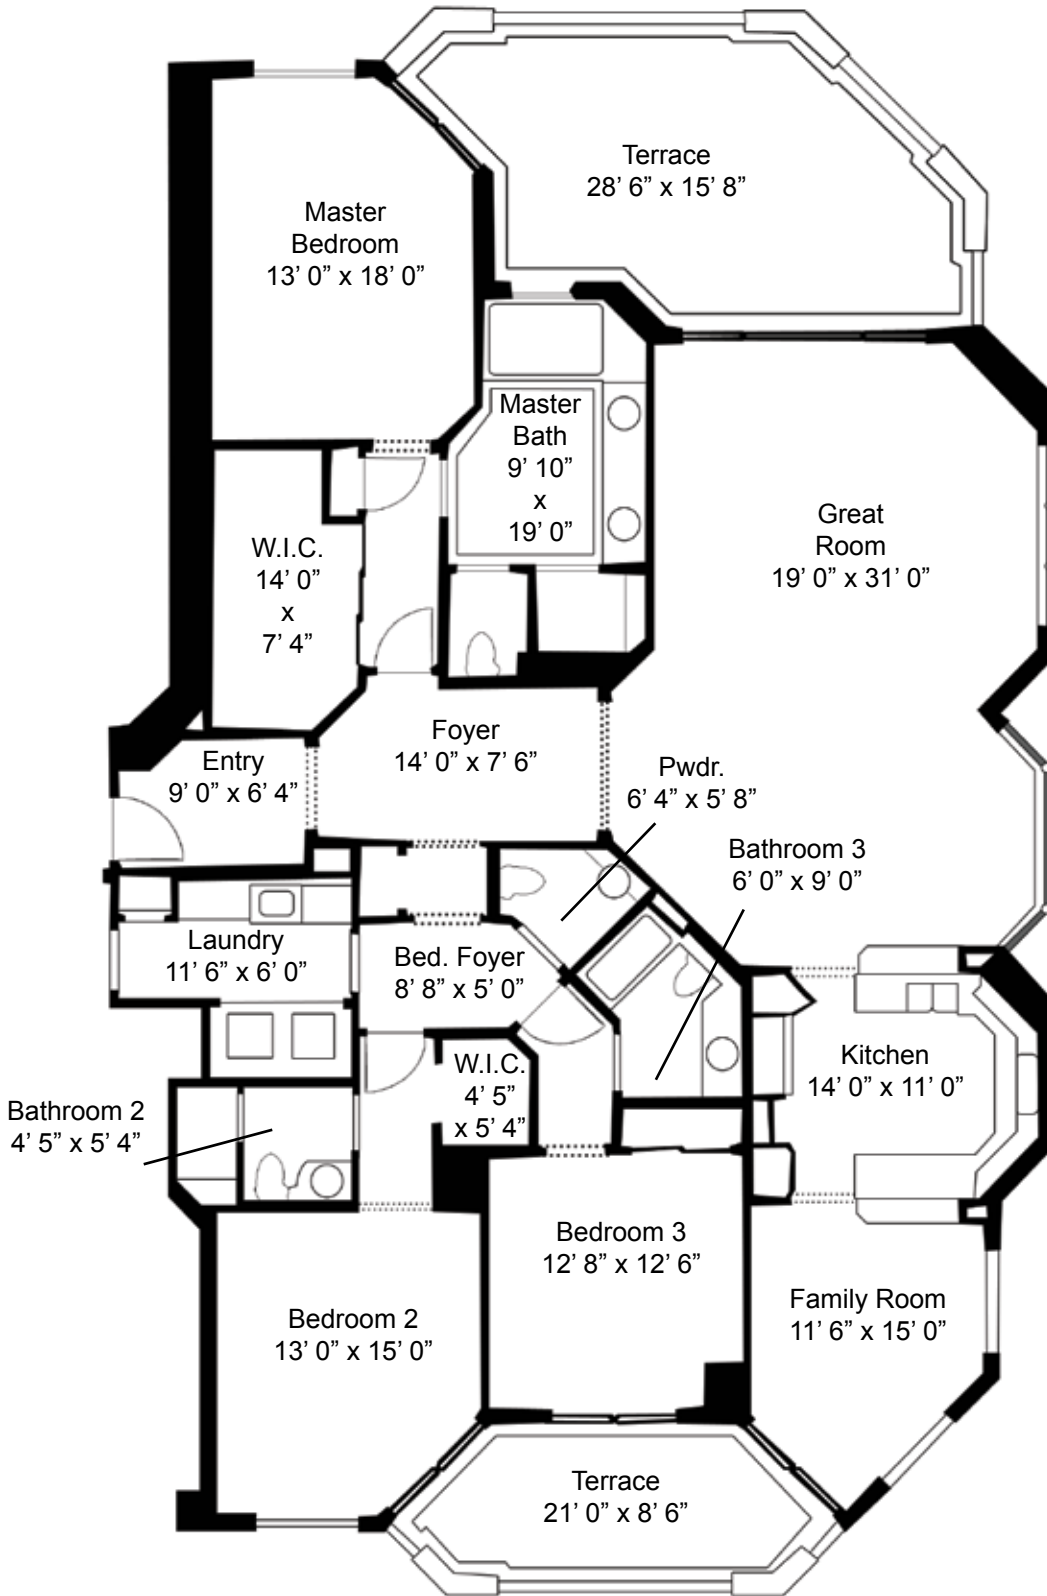 Terrace
28’ 6” x 15’ 8”
Master
Bedroom
13’ 0” x 18’ 0”
Master
Bath
9’ 10”
x
19’ 0”
Great
Room
19’ 0” x 31’ 0”
W.I.C.
14’ 0”
x
7’ 4”
Foyer
14’ 0” x 7’ 6”
Entry
9’ 0” x 6’ 4”
Pwdr.
6’ 4” x 5’ 8”
Bathroom 3
6’ 0” x 9’ 0”
Laundry
11’ 6” x 6’ 0”
Bed. Foyer
8’ 8” x 5’ 0”
Kitchen
14’ 0” x 11’ 0”
W.I.C.
4’ 5”
x 5’ 4”
Bathroom 2
4’ 5” x 5’ 4”
Bedroom 3
12’ 8” x 12’ 6”
Family Room
11’ 6” x 15’ 0”
Bedroom 2
13’ 0” x 15’ 0”
Terrace
21’ 0” x 8’ 6”